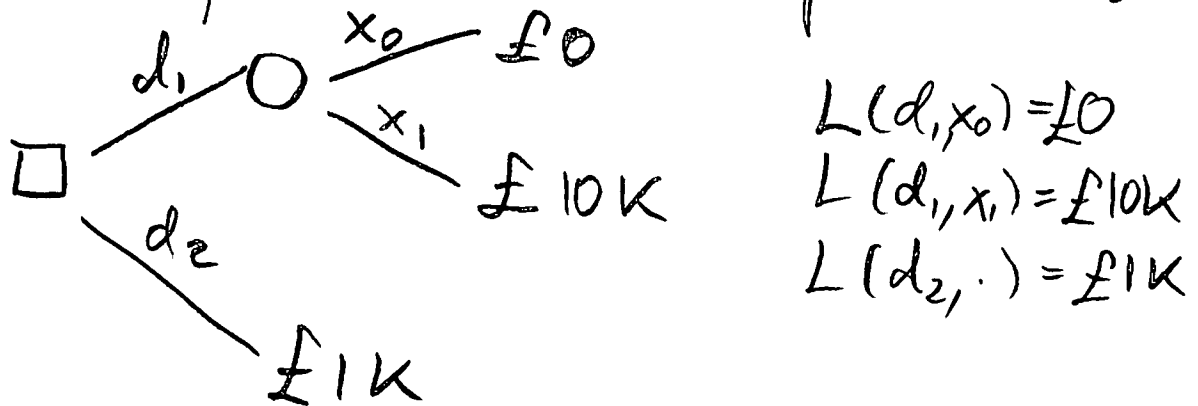 x₀ £0
d₁
x₁ £10K
d₂
£1K
L(d₁,x₀)=£0
L(d₁,x₁)=£10K
L(d₂,·)=£1K